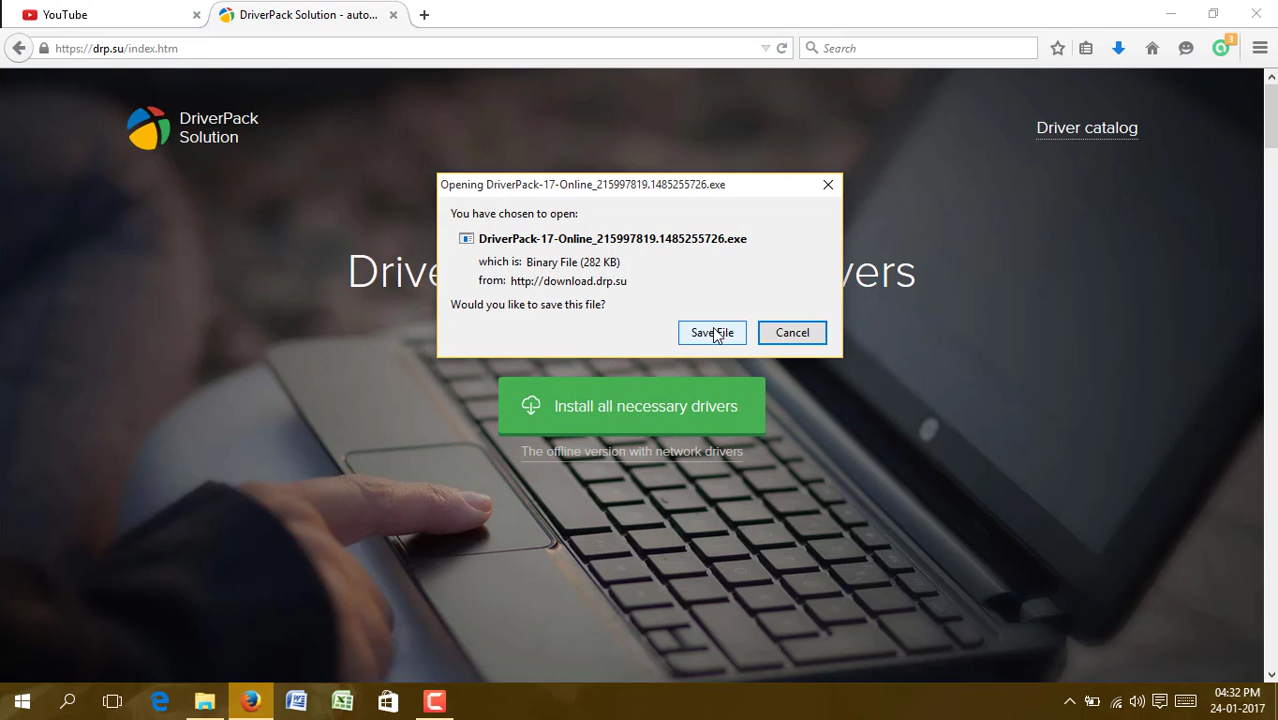 YouTube
DriverPack Solution - auto...
https://drp.su/index.htm
Search
3
DriverPack
Solution
Driver catalog
Opening DriverPack-17-Online_215997819.1485255726.exe
You have chosen to open:
DriverPack-17-Online_215997819.1485255726.exe
which is: Binary File (282 KB)
from: http://download.drp.su
Would you like to save this file?
Save File
Cancel
Install all necessary drivers
The offline version with network drivers
04:32 PM
24-01-2017